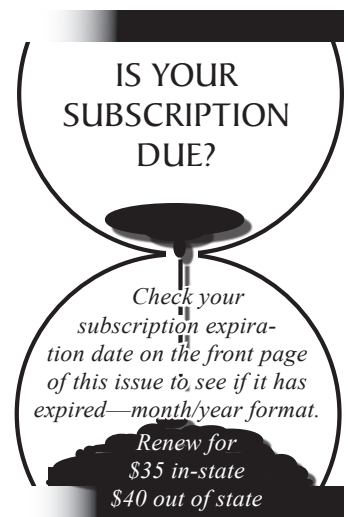 IS YOUR
SUBSCRIPTION
DUE?
Check your
subscription expira-
tion date on the front page
of this issue to see if it has
expired—month/year format.
Renew for
$35 in-state
$40 out of state